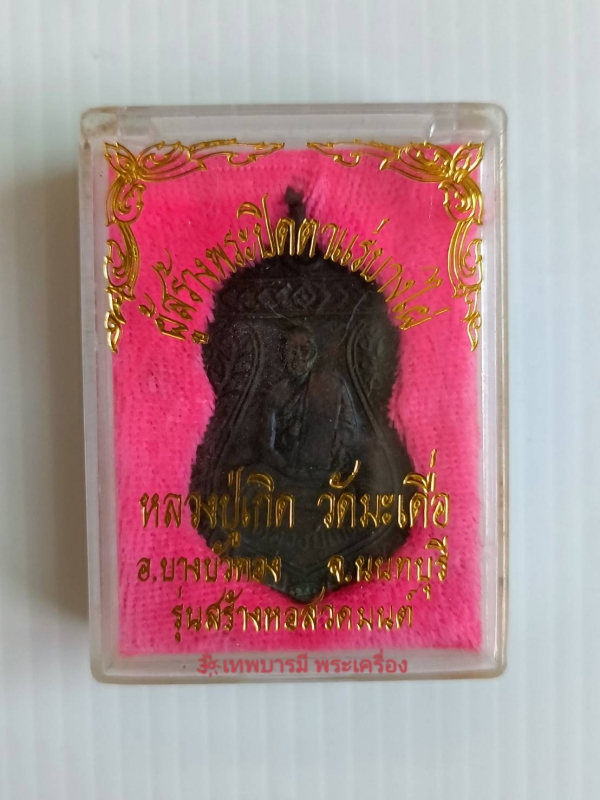 ผู้สร้างพระปิดตาแร่บางไผ่
หลวงปู่เกิด วัดมะเดื่อ
อ.บางบัวทอง จ.นนทบุรี
รุ่นสร้างหอสวดมนต์
เทพบารมี พระเครื่อง